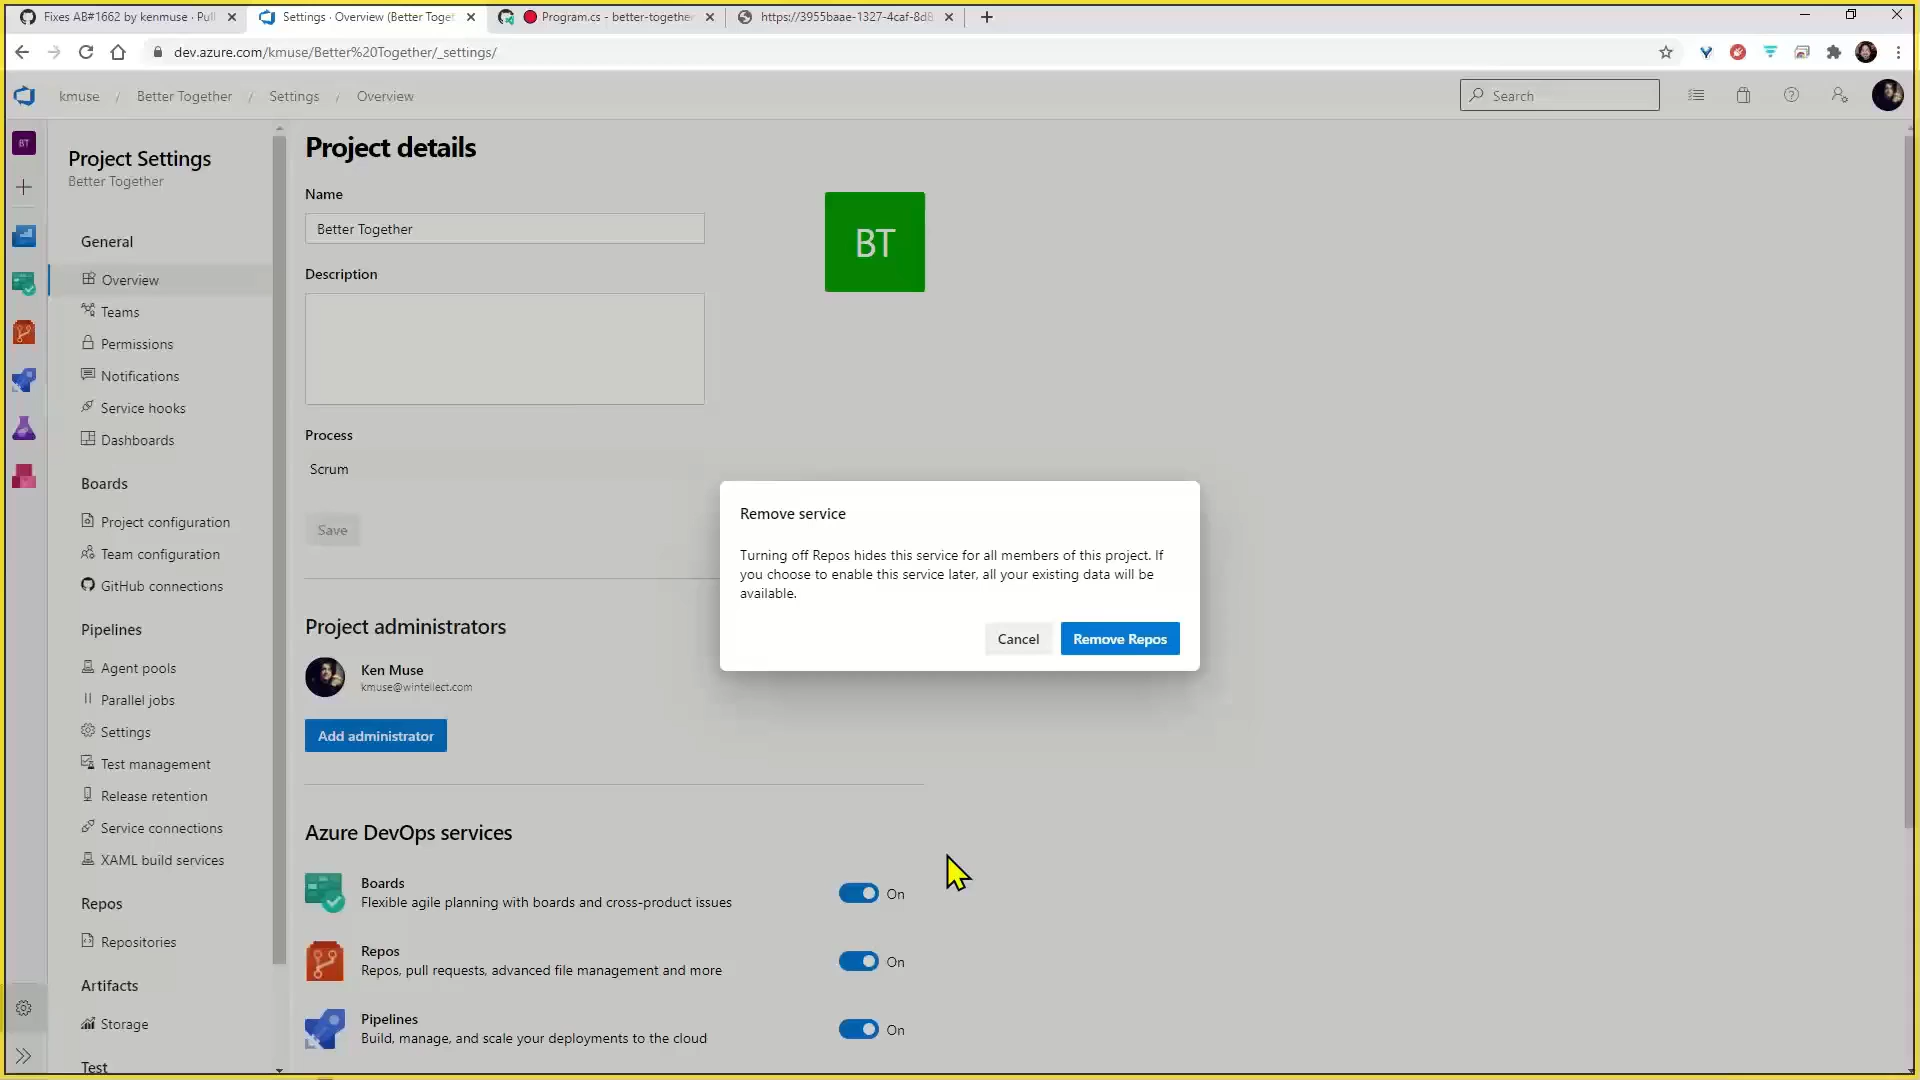 Fixes AB#1662 by kenmuse · Pull
Settings · Overview (Better Toget
Program.cs - better-together
https://3955baae-1327-4caf-8d8
dev.azure.com/kmuse/Better%20Together/_settings/
kmuse / Better Together / Settings / Overview
Search
BT
Project Settings
Better Together
General
Overview
Teams
Permissions
Notifications
Service hooks
Dashboards
Boards
Project configuration
Team configuration
GitHub connections
Pipelines
Agent pools
Parallel jobs
Settings
Test management
Release retention
Service connections
XAML build services
Repos
Repositories
Artifacts
Storage
Test
Project details
Name
Better Together
BT
Description
Process
Scrum
Save
Project administrators
Ken Muse
kmuse@wintellect.com
Add administrator
Azure DevOps services
Boards
Flexible agile planning with boards and cross-product issues
On
Repos
Repos, pull requests, advanced file management and more
On
Pipelines
Build, manage, and scale your deployments to the cloud
On
Remove service
Turning off Repos hides this service for all members of this project. If
you choose to enable this service later, all your existing data will be
available.
Cancel
Remove Repos